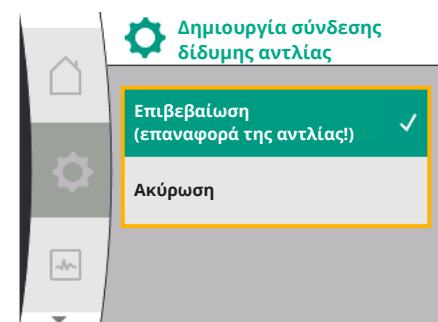 Δημιουργία σύνδεσης
δίδυμης αντλίας
Επιβεβαίωση
(επαναφορά της αντλίας!)
Ακύρωση